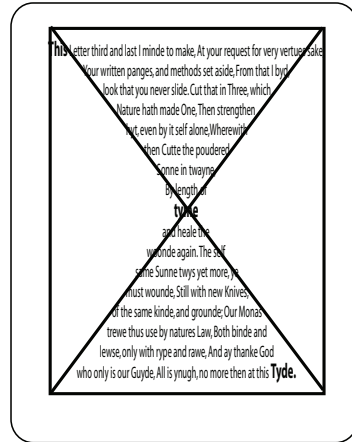 This Letter third and last I minde to make, At your request for very vertues sake,
Your written panges, and methods set aside, From that I byd,
look that you never slide. Cut that in Three, which
Nature hath made One, Then strengthen
hyt, even by it self alone, Wherewith
then Cutte the poudered
Sonne in twayne,
By length of
tyme
and heale the
woonde again. The self
same Sunne twys yet more, ye
must wounde, Still with new Knives,
of the same kinde, and grounde; Our Monas
trewe thus use by natures Law, Both binde and
lewse, only with rype and rawe, And ay thanke God
who only is our Guyde, All is ynugh, no more then at this Tyde.